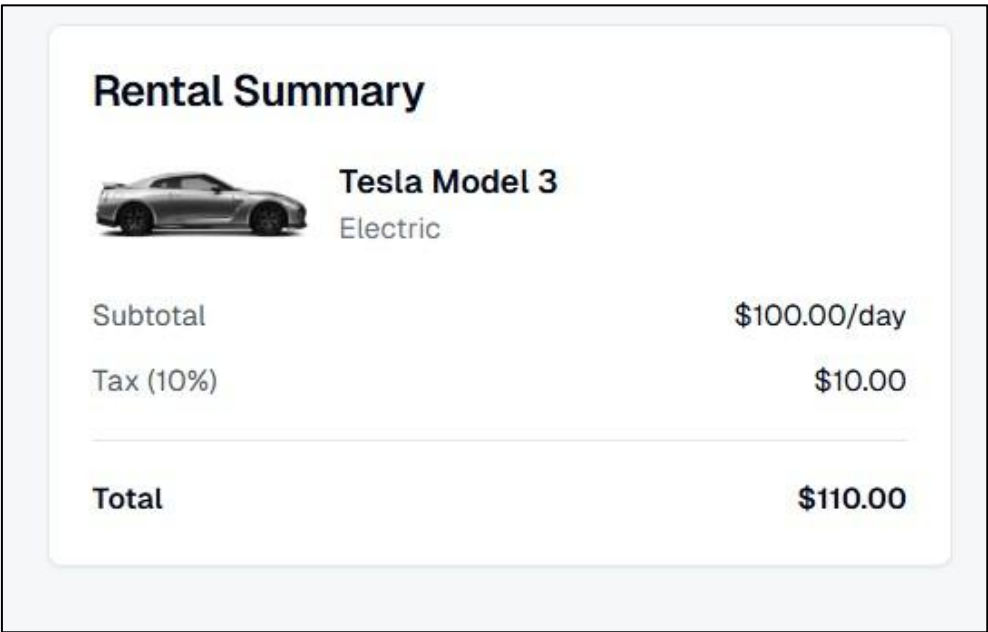 Rental Summary
Tesla Model 3
Electric
Subtotal $100.00/day
Tax (10%) $10.00
Total $110.00